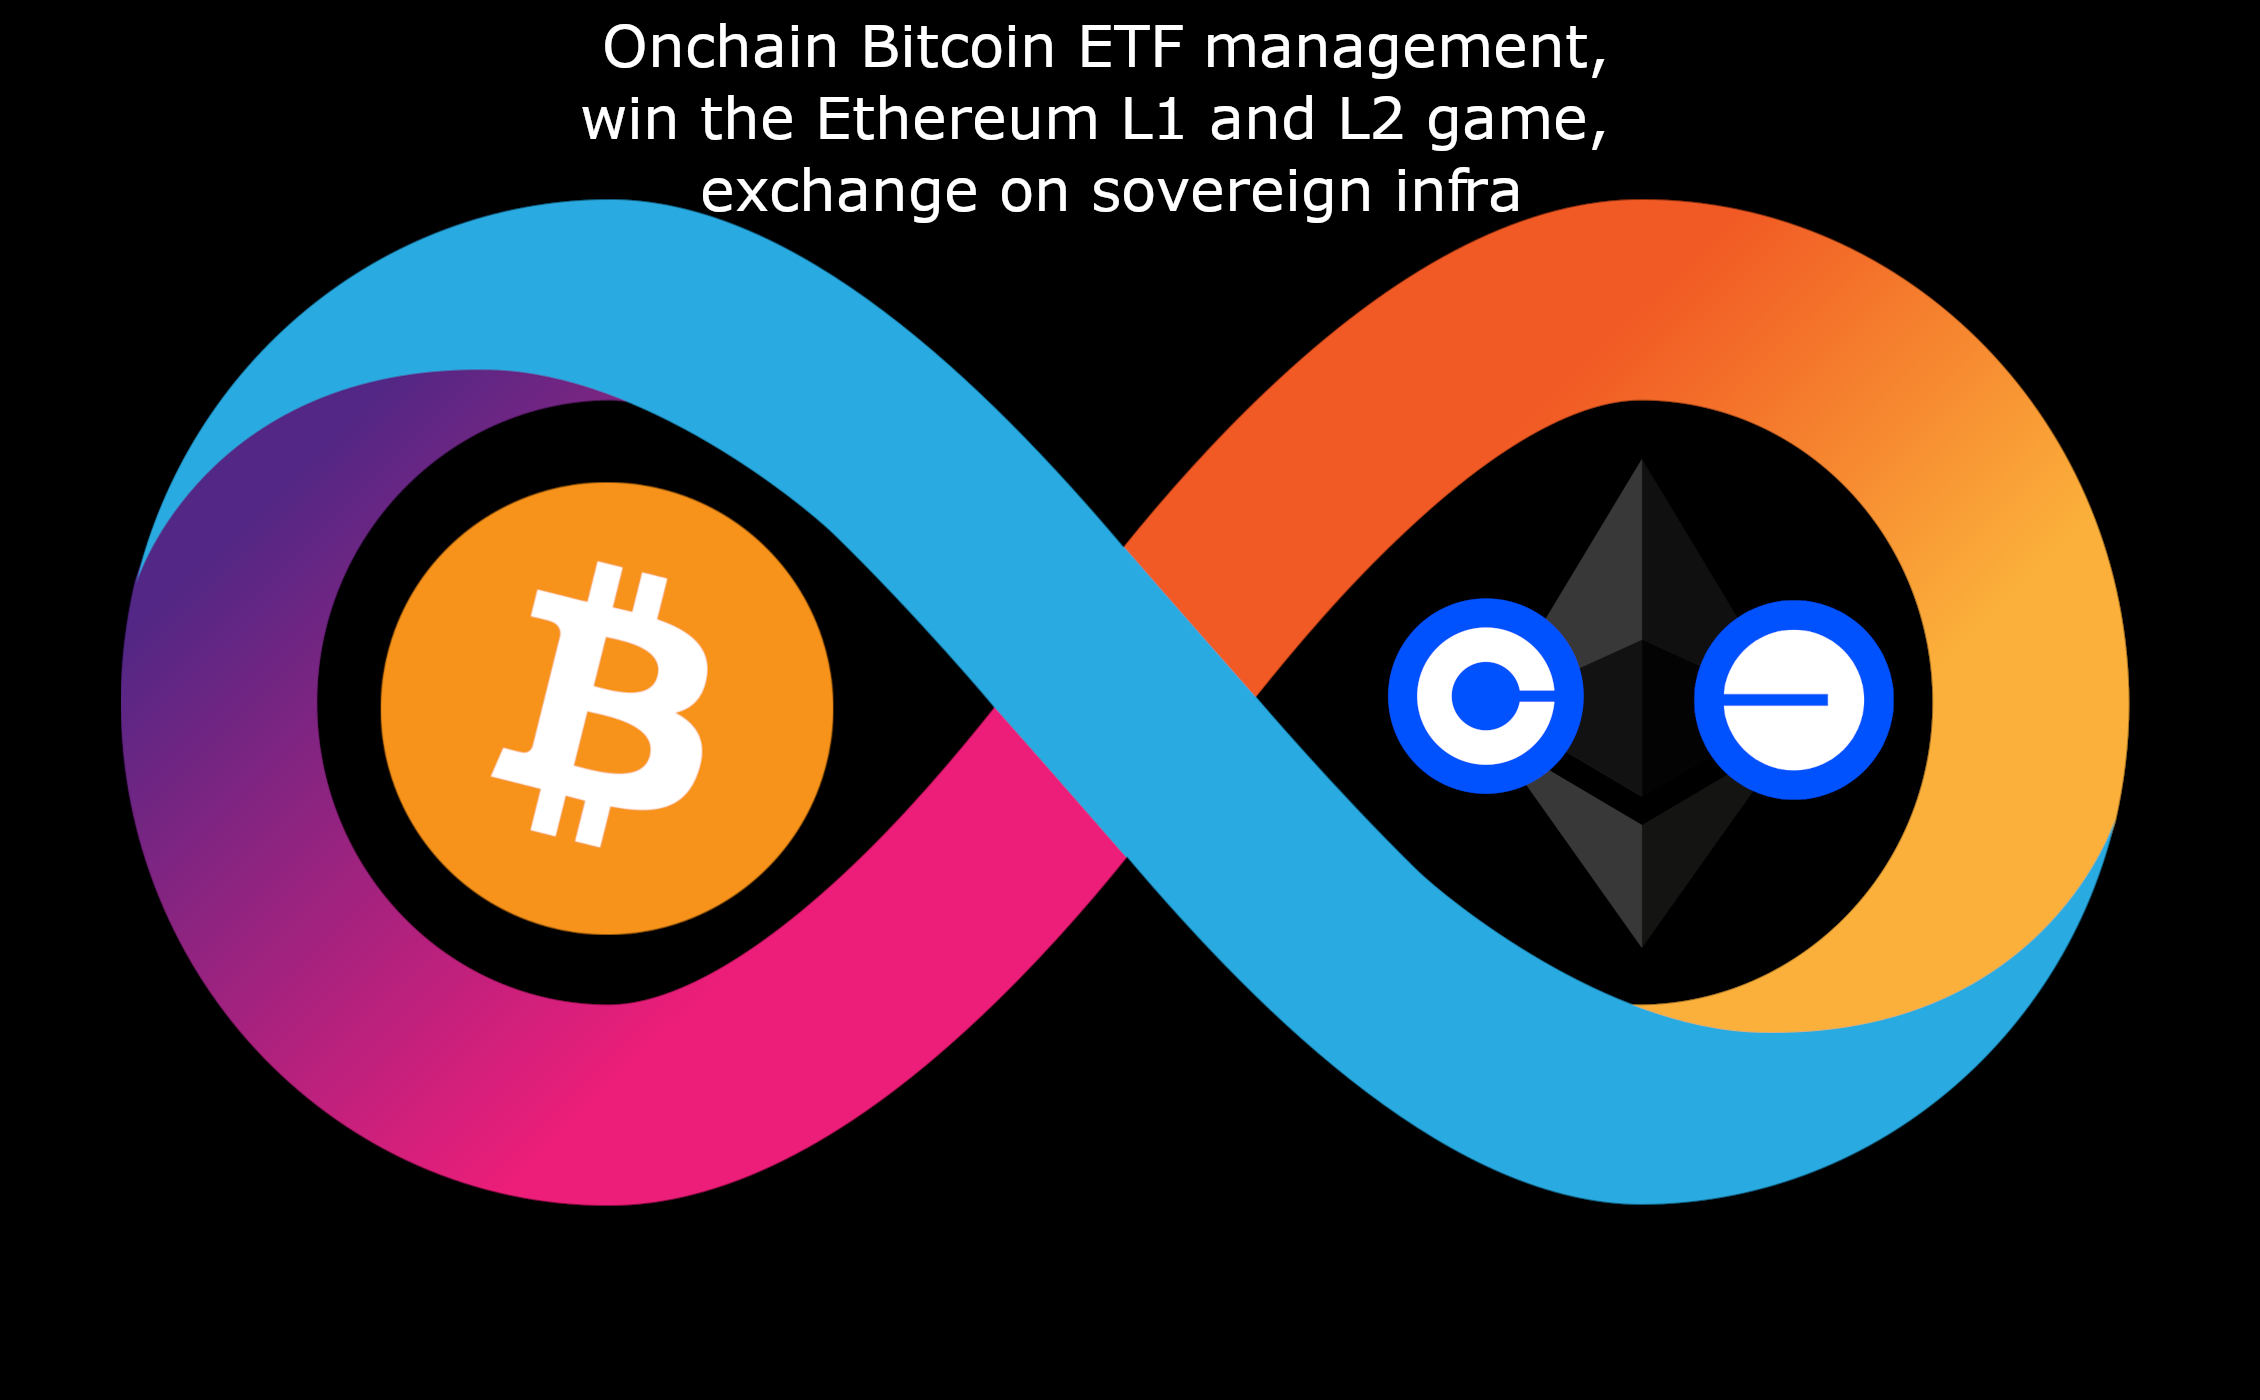 Onchain Bitcoin ETF management,
win the Ethereum L1 and L2 game,
exchange on sovereign infra